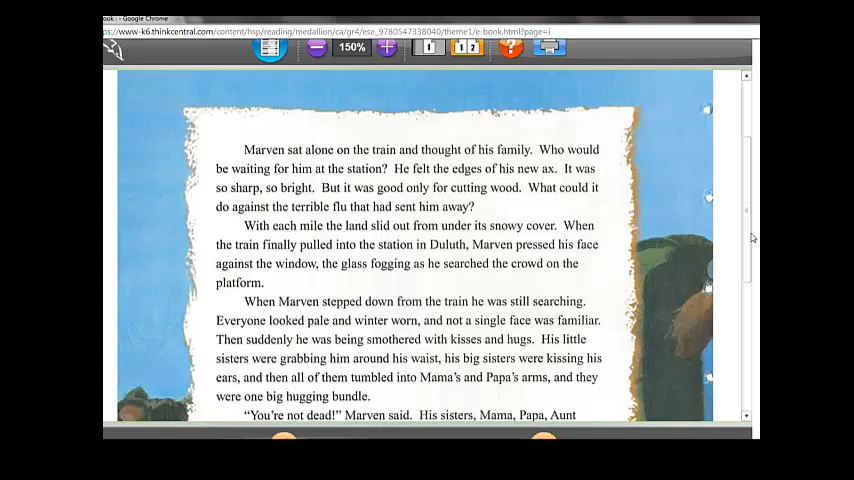 ook : - Google Chrome
ps://www-k6.thinkcentral.com/content/hsp/reading/medallion/ca/gr4/ese_9780547338040/theme1/e-book.html?page=i
150% 1 1 2 ?
Marven sat alone on the train and thought of his family. Who would
be waiting for him at the station? He felt the edges of his new ax. It was
so sharp, so bright. But it was good only for cutting wood. What could it
do against the terrible flu that had sent him away?
With each mile the land slid out from under its snowy cover. When
the train finally pulled into the station in Duluth, Marven pressed his face
against the window, the glass fogging as he searched the crowd on the
platform.
When Marven stepped down from the train he was still searching.
Everyone looked pale and winter worn, and not a single face was familiar.
Then suddenly he was being smothered with kisses and hugs. His little
sisters were grabbing him around his waist, his big sisters were kissing his
ears, and then all of them tumbled into Mama's and Papa's arms, and they
were one big hugging bundle.
"You're not dead!" Marven said. His sisters, Mama, Papa, Aunt